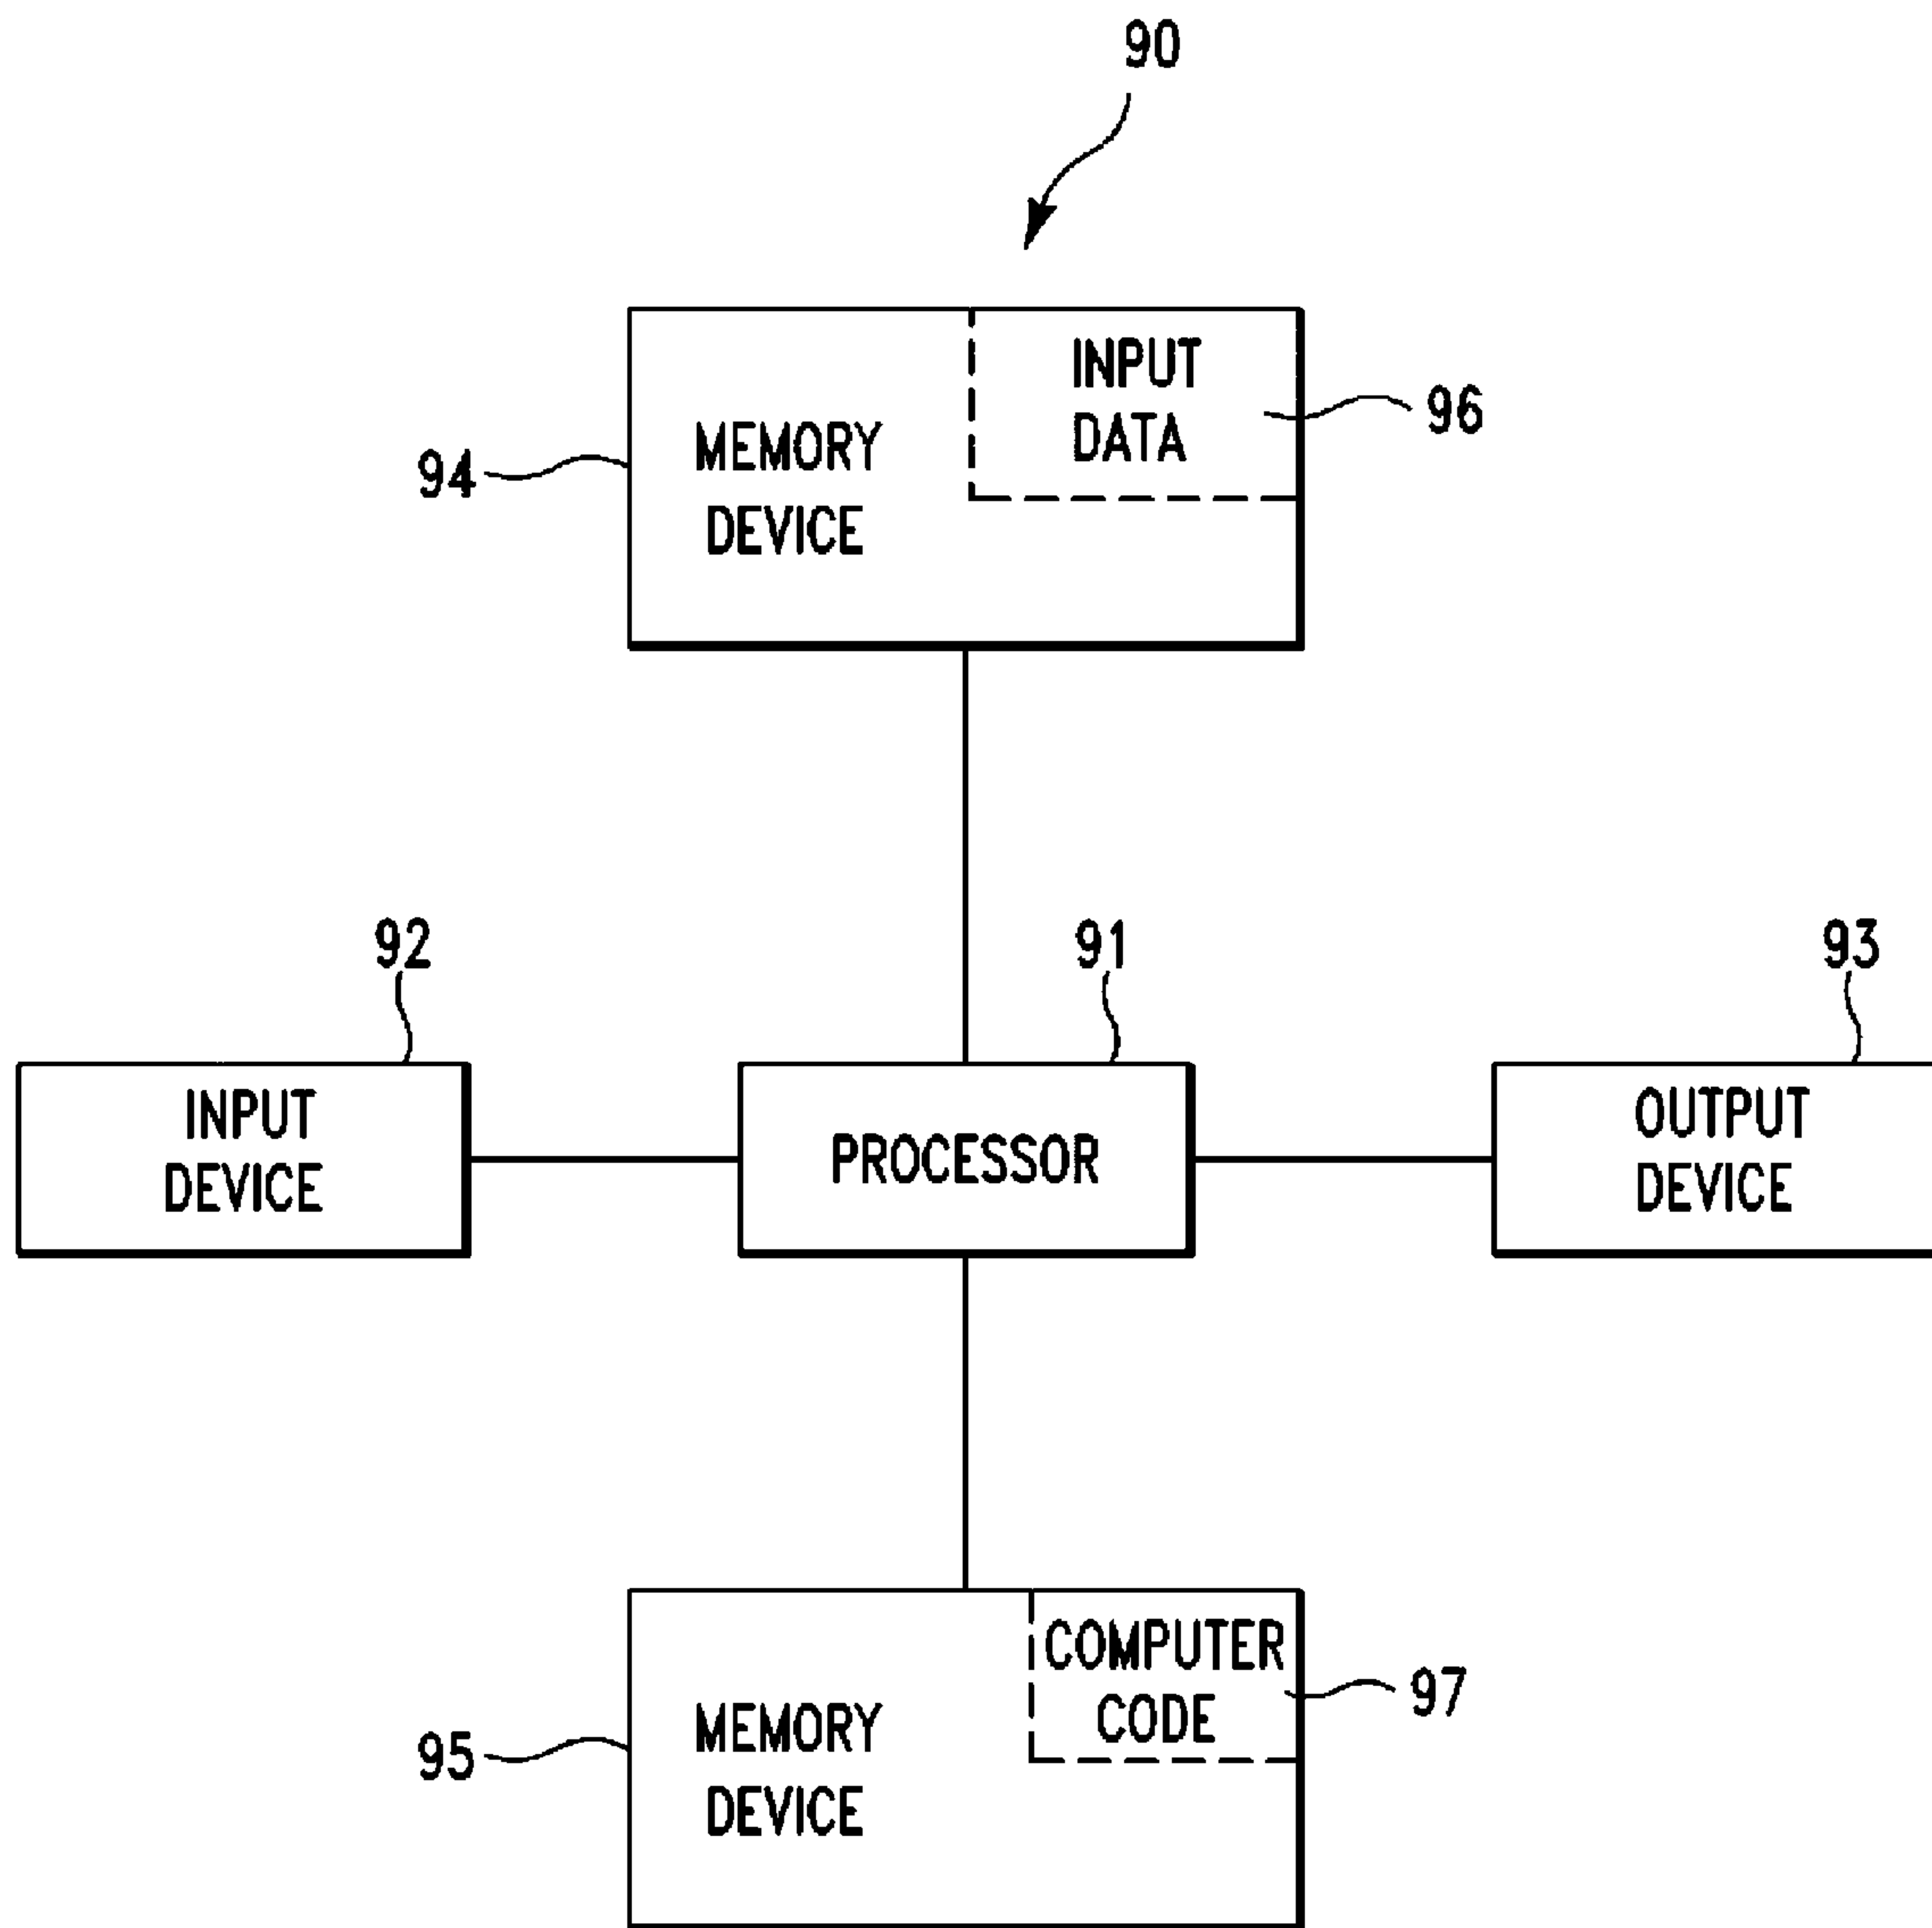 90
INPUT
DATA
96
MEMORY
DEVICE
94
92
91
93
INPUT
DEVICE
PROCESSOR
OUTPUT
DEVICE
COMPUTER
CODE
97
MEMORY
DEVICE
95